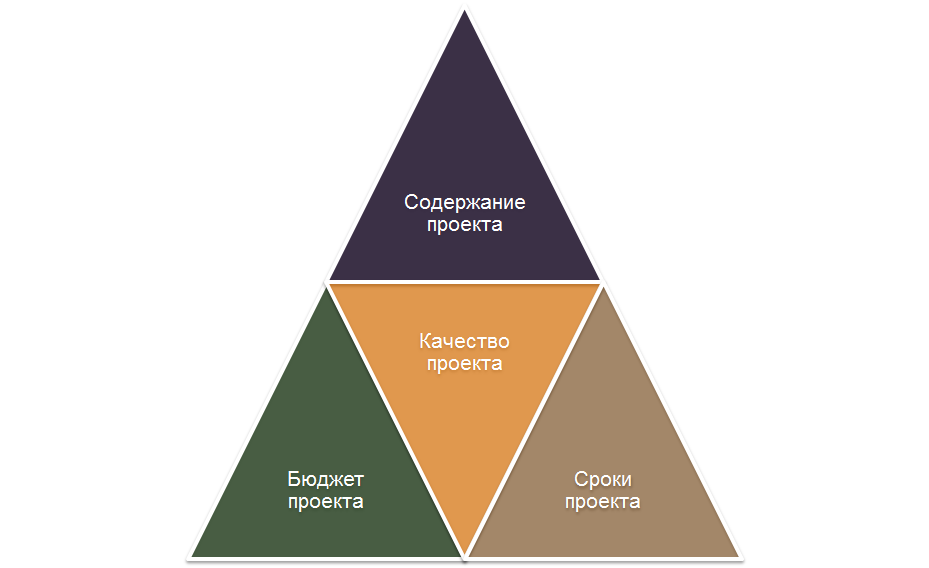 Содержание
проекта
Качество
проекта
Бюджет
проекта
Сроки
проекта